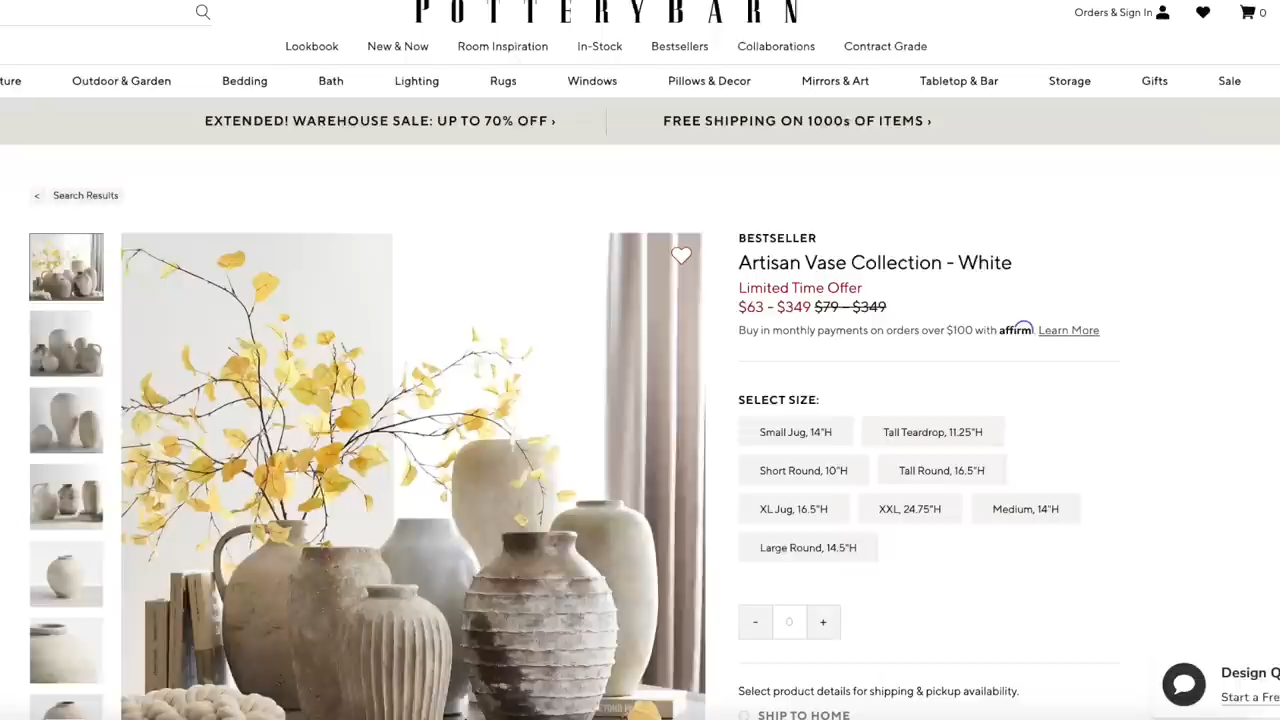 POTTERYBARN
Orders & Sign In
0
Lookbook New & Now Room Inspiration In-Stock Bestsellers Collaborations Contract Grade
ture Outdoor & Garden Bedding Bath Lighting Rugs Windows Pillows & Decor Mirrors & Art Tabletop & Bar Storage Gifts Sale
EXTENDED! WAREHOUSE SALE: UP TO 70% OFF › FREE SHIPPING ON 1000s OF ITEMS ›
< Search Results
BESTSELLER
Artisan Vase Collection - White
Limited Time Offer
$63 - $349 $79 - $349
Buy in monthly payments on orders over $100 with affirm. Learn More
SELECT SIZE:
Small Jug, 14"H Tall Teardrop, 11.25"H
Short Round, 10"H Tall Round, 16.5"H
XL Jug, 16.5"H XXL, 24.75"H Medium, 14"H
Large Round, 14.5"H
- 0 +
Select product details for shipping & pickup availability.
SHIP TO HOME
Design Q
Start a Fre